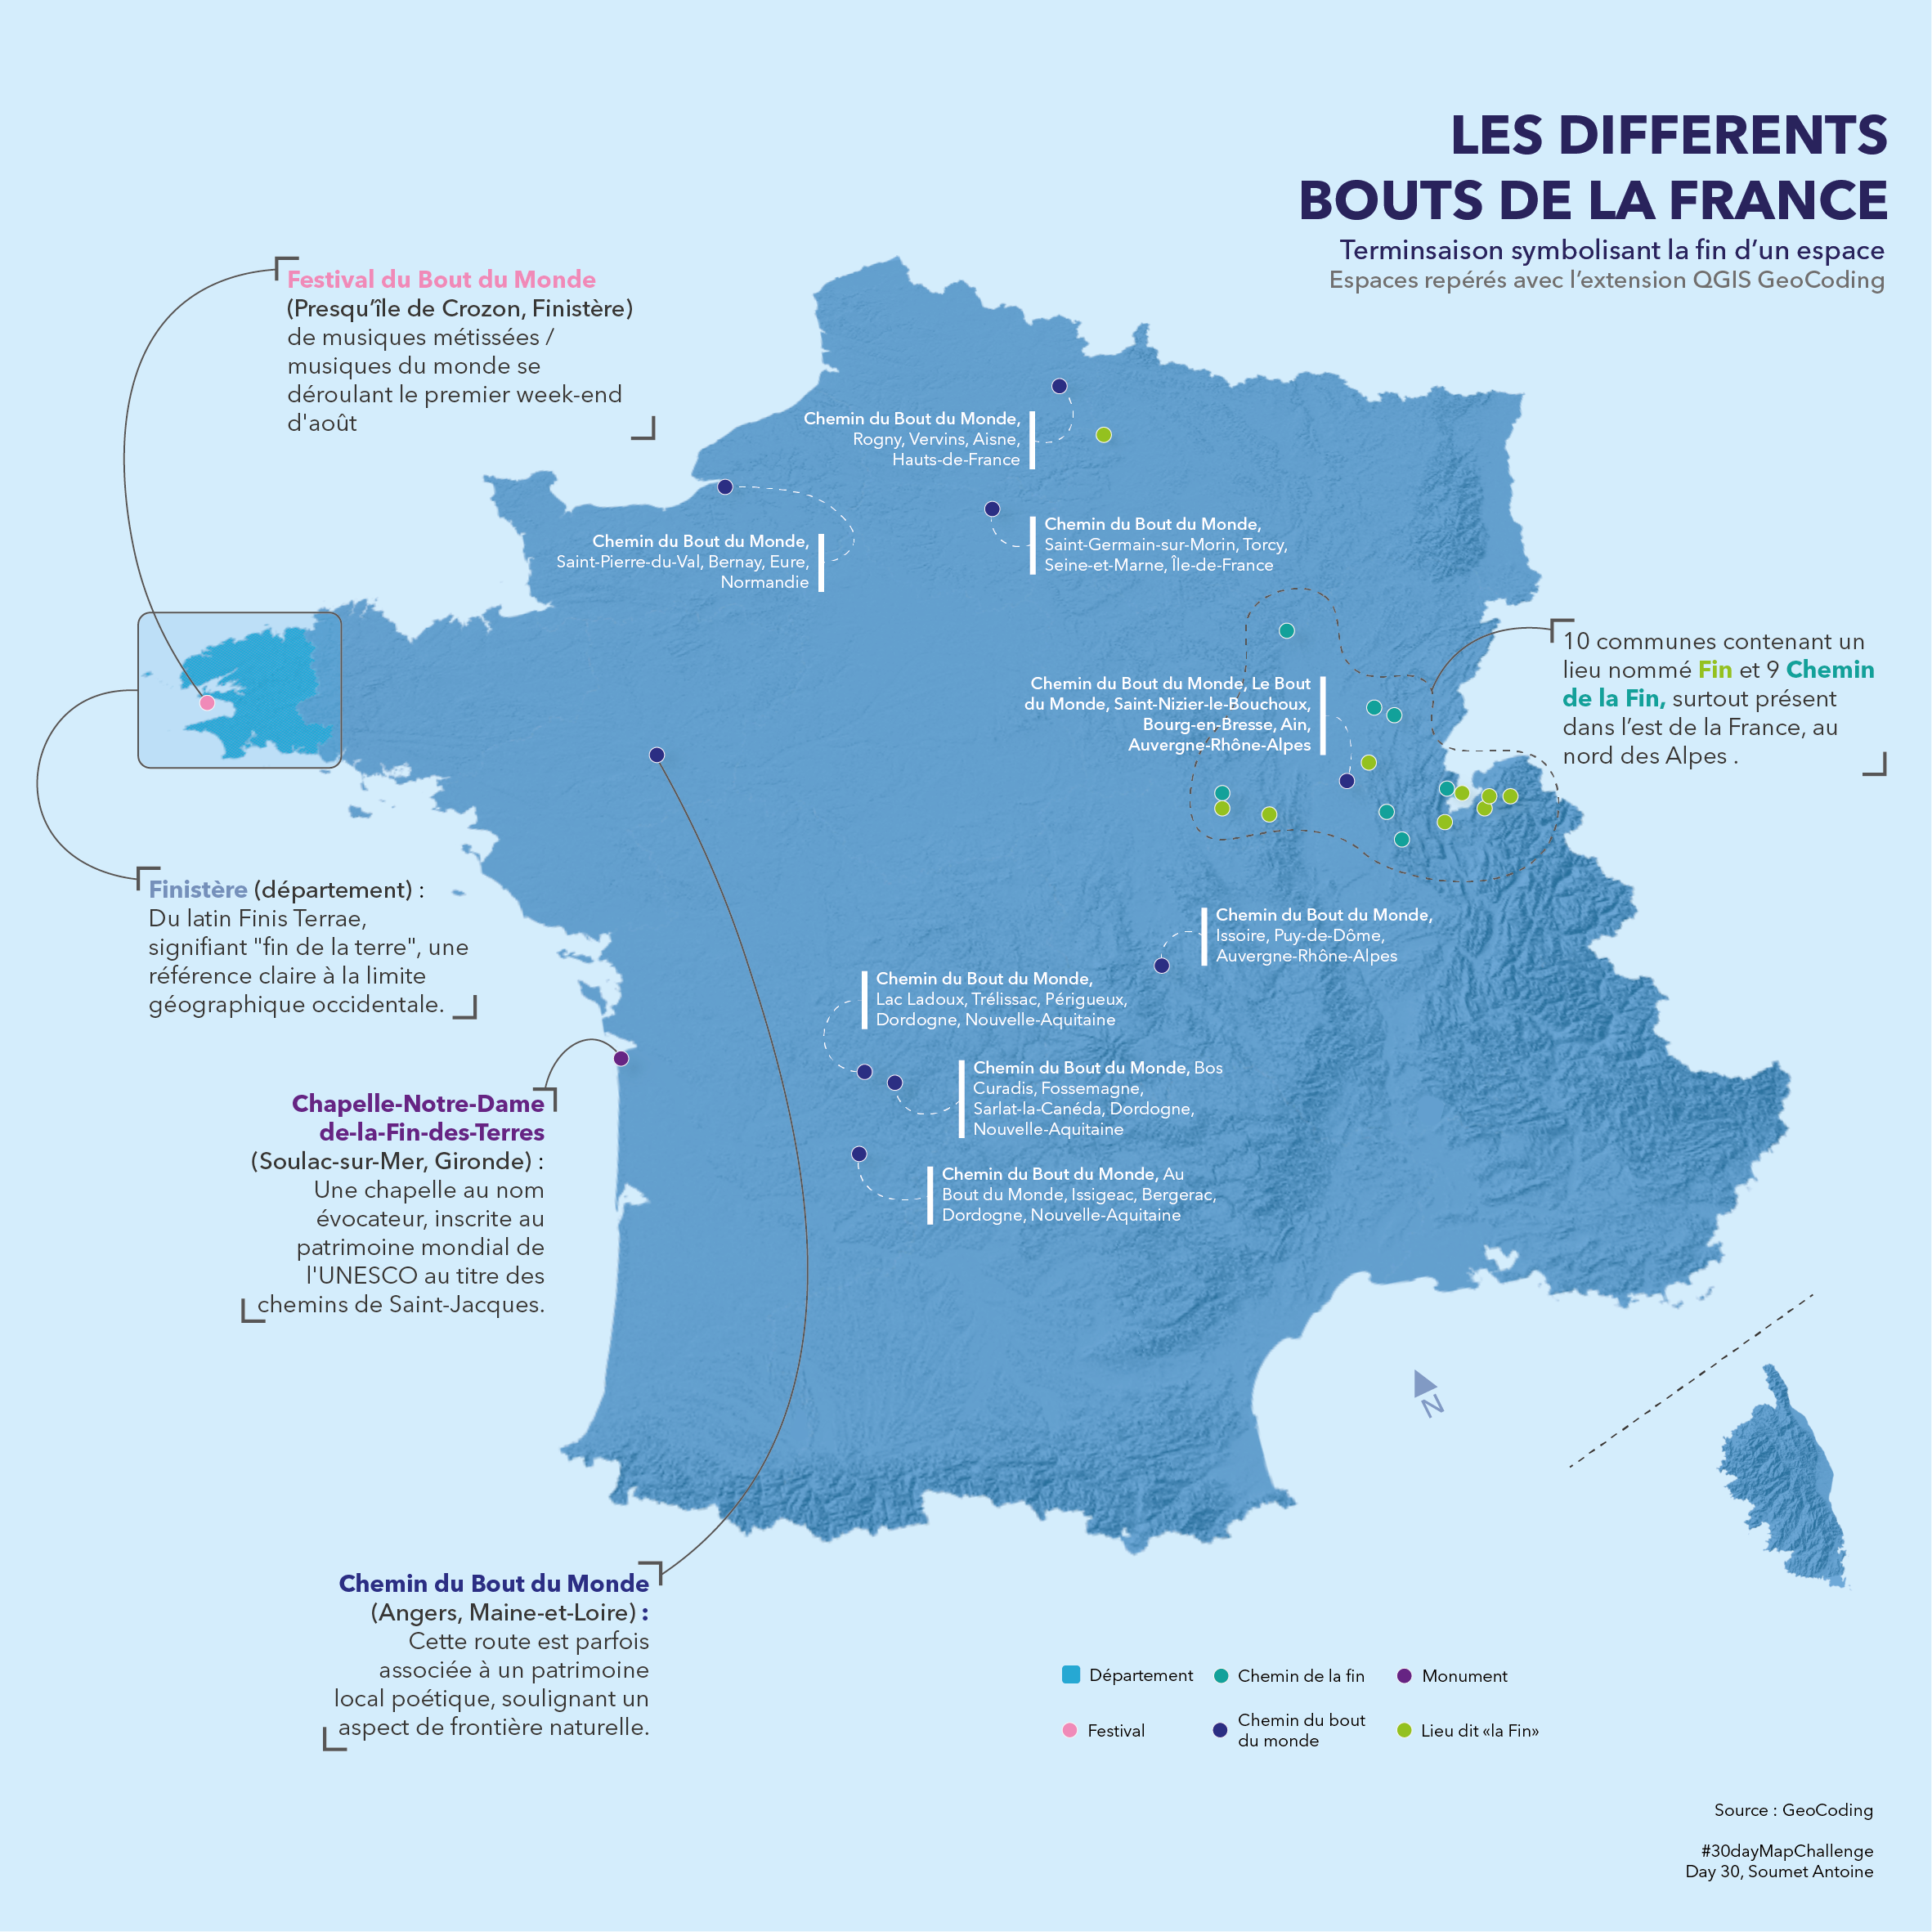 LES DIFFERENTS
BOUTS DE LA FRANCE
Terminsaison symbolisant la fin d’un espace
Espaces repérés avec l’extension QGIS GeoCoding
Festival du Bout du Monde
(Presqu’île de Crozon, Finistère)
de musiques métissées /
musiques du monde se
déroulant le premier week-end
d'août
Chemin du Bout du Monde,
Rogny, Vervins, Aisne,
Hauts-de-France
Chemin du Bout du Monde,
Saint-Pierre-du-Val, Bernay, Eure,
Normandie
Chemin du Bout du Monde,
Saint-Germain-sur-Morin, Torcy,
Seine-et-Marne, Île-de-France
10 communes contenant un
lieu nommé Fin et 9 Chemin
de la Fin, surtout présent
dans l’est de la France, au
nord des Alpes .
Chemin du Bout du Monde, Le Bout
du Monde, Saint-Nizier-le-Bouchoux,
Bourg-en-Bresse, Ain,
Auvergne-Rhône-Alpes
Finistère (département) :
Du latin Finis Terrae,
signifiant "fin de la terre", une
référence claire à la limite
géographique occidentale.
Chemin du Bout du Monde,
Issoire, Puy-de-Dôme,
Auvergne-Rhône-Alpes
Chemin du Bout du Monde,
Lac Ladoux, Trélissac, Périgueux,
Dordogne, Nouvelle-Aquitaine
Chemin du Bout du Monde, Bos
Curadis, Fossemagne,
Sarlat-la-Canéda, Dordogne,
Nouvelle-Aquitaine
Chemin du Bout du Monde, Au
Bout du Monde, Issigeac, Bergerac,
Dordogne, Nouvelle-Aquitaine
Chapelle-Notre-Dame
de-la-Fin-des-Terres
(Soulac-sur-Mer, Gironde) :
Une chapelle au nom
évocateur, inscrite au
patrimoine mondial de
l'UNESCO au titre des
chemins de Saint-Jacques.
N
Chemin du Bout du Monde
(Angers, Maine-et-Loire) :
Cette route est parfois
associée à un patrimoine
local poétique, soulignant un
aspect de frontière naturelle.
Département
Chemin de la fin
Monument
Festival
Chemin du bout
du monde
Lieu dit «la Fin»
Source : GeoCoding
#30dayMapChallenge
Day 30, Soumet Antoine